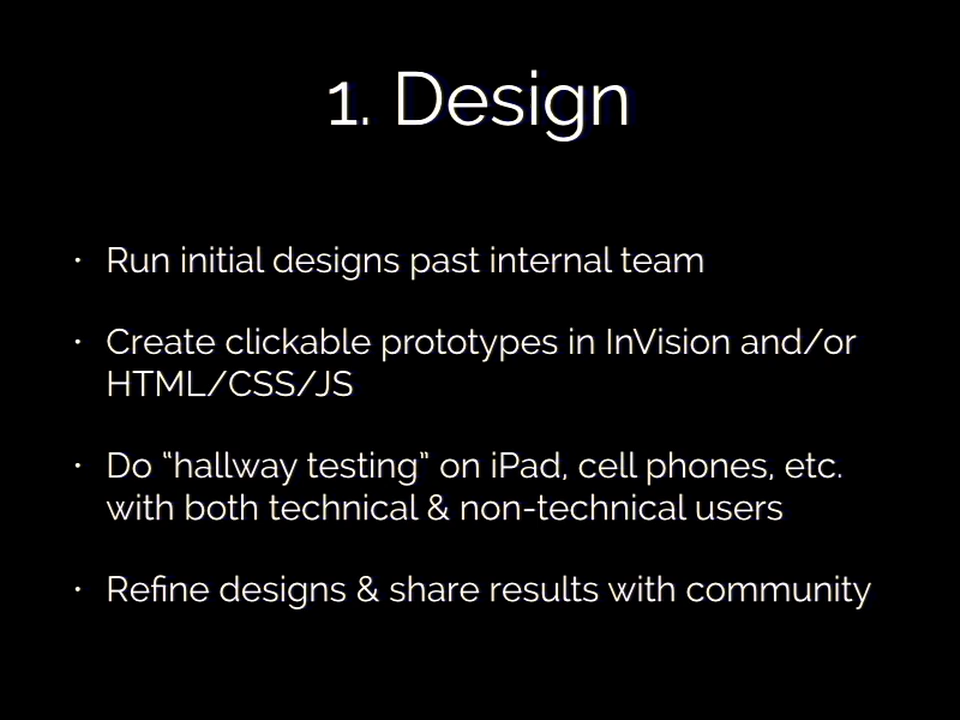 1. Design
· Run initial designs past internal team
· Create clickable prototypes in InVision and/or
HTML/CSS/JS
· Do “hallway testing” on iPad, cell phones, etc.
with both technical & non-technical users
· Refine designs & share results with community